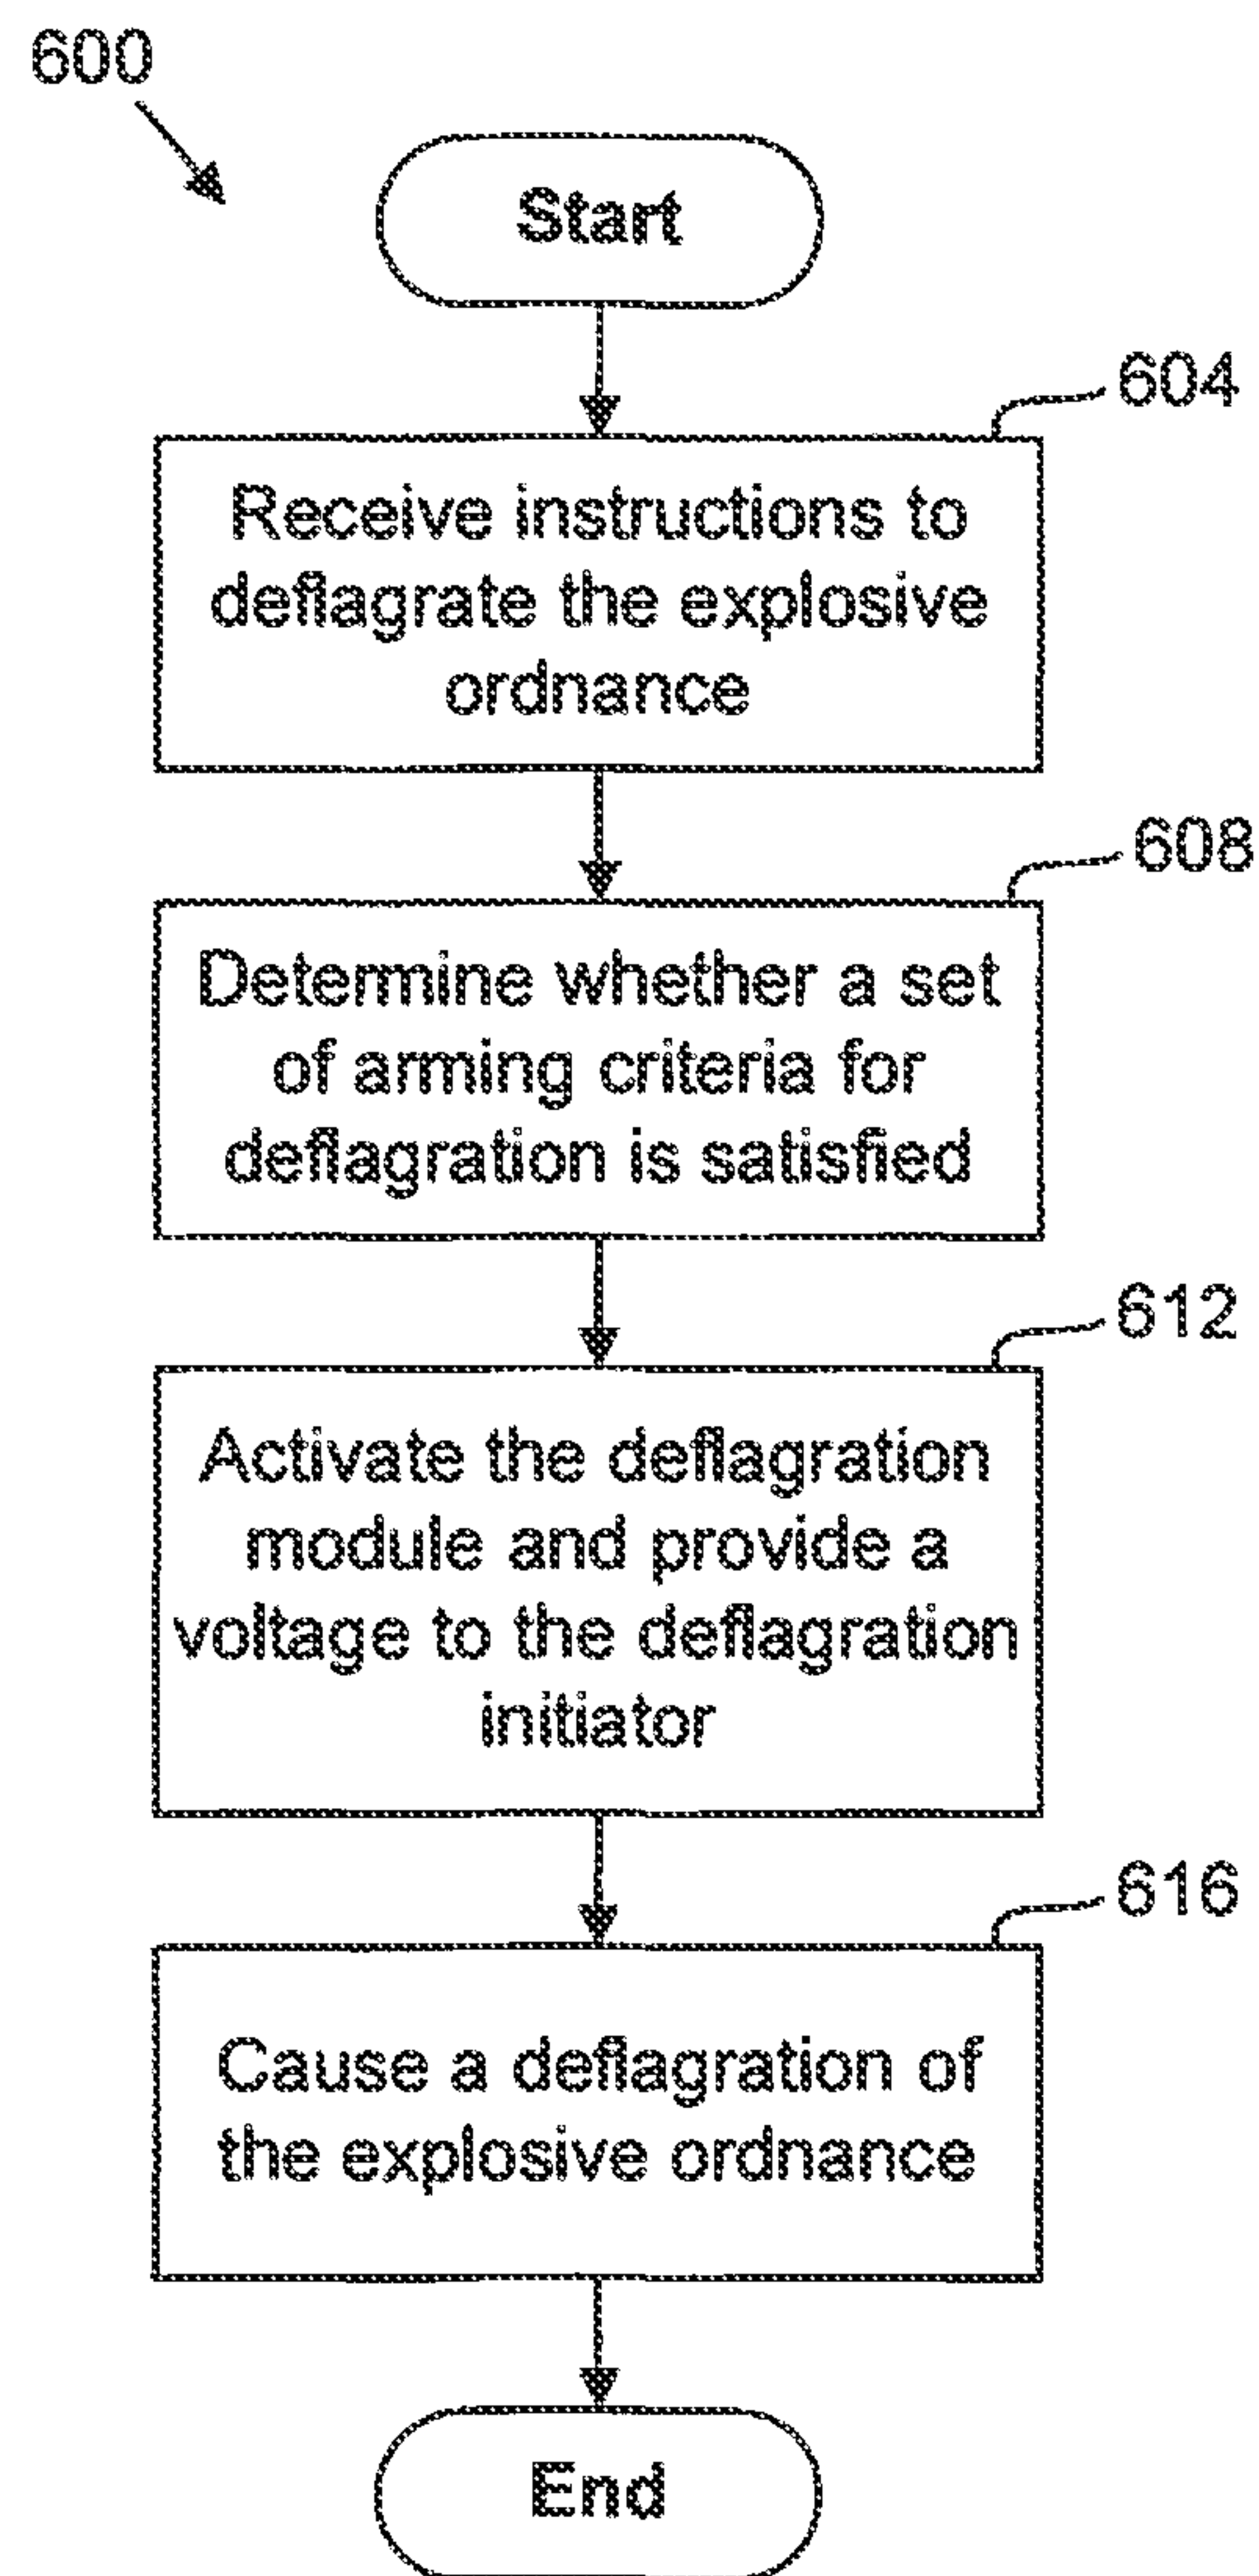 600
Start
604
Receive instructions to
deflagrate the explosive
ordnance
608
Determine whether a set
of arming criteria for
deflagration is satisfied
612
Activate the deflagration
module and provide a
voltage to the deflagration
initiator
616
Cause a deflagration of
the explosive ordnance
End